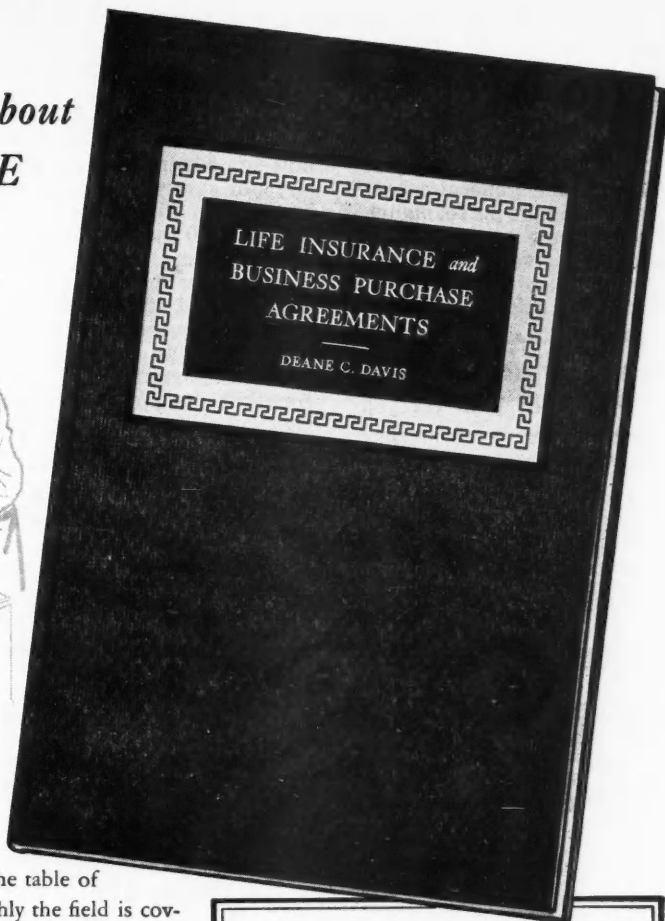 bout
E
LIFE INSURANCE and
BUSINESS PURCHASE
AGREEMENTS
DEANE C. DAVIS
he table of
hly the field is cov-